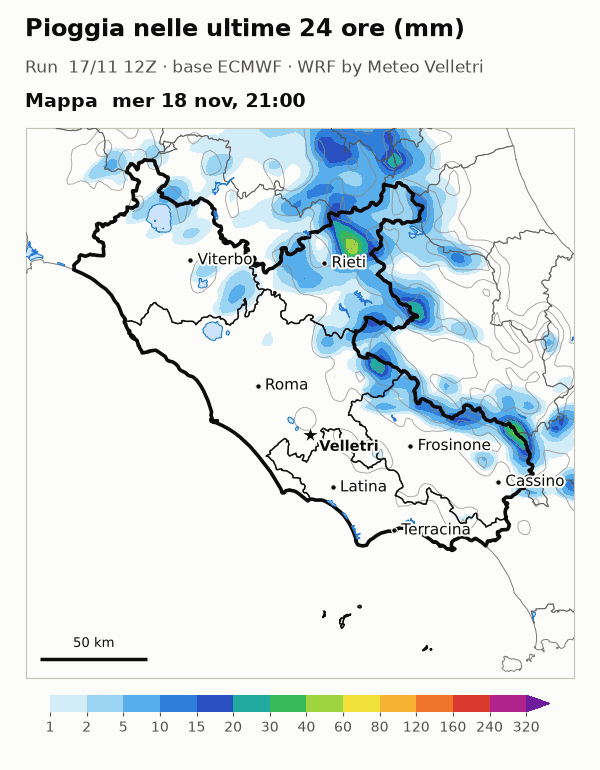 Pioggia nelle ultime 24 ore (mm)
Run  17/11 12Z · base ECMWF · WRF by Meteo Velletri
Mappa  mer 18 nov, 21:00
Viterbo
Rieti
Roma
Velletri
Frosinone
Latina
Cassino
Terracina
50 km
1 2 5 10 15 20 30 40 60 80 120 160 240 320